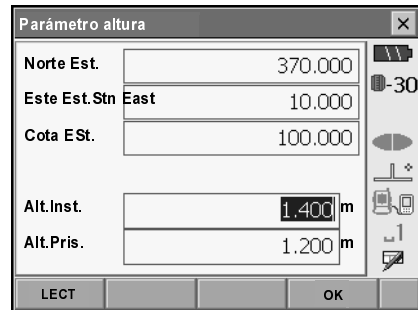 Parámetro altura
Norte Est. 370.000
Este Est.Stn East 10.000
Cota ESt. 100.000
Alt.Inst. 1.400 m
Alt.Pris. 1.200 m
-30
1
LECT OK